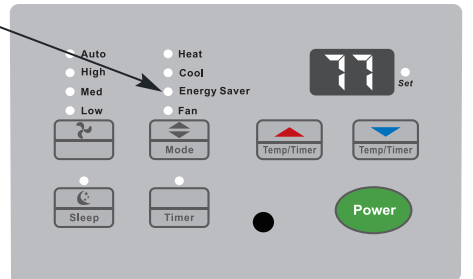 Auto
High
Med
Low
Heat
Cool
Energy Saver
Fan
77
Set
Mode
Temp/Timer
Temp/Timer
Sleep
Timer
Power